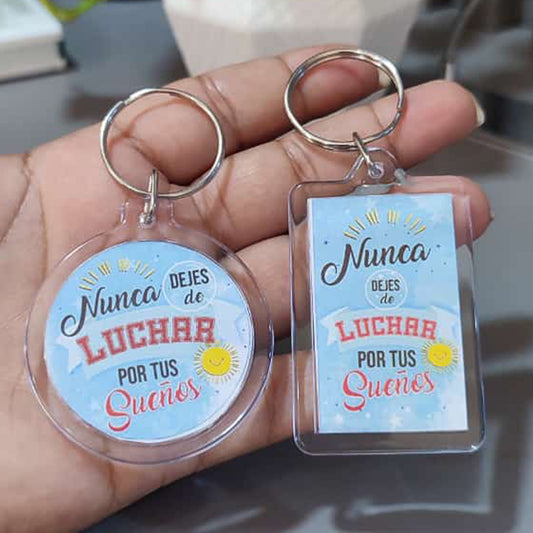 Nunca
DEJES
de
LUCHAR
POR TUS
Sueños
Nunca
DEJES
de
LUCHAR
POR TUS
Sueños